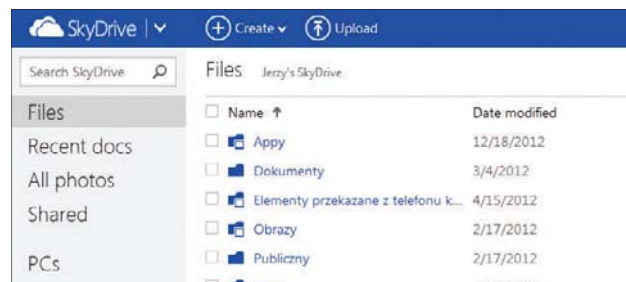 SkyDrive Create Upload
Search SkyDrive
Files
Recent docs
All photos
Shared
PCs
Files Jerzy's SkyDrive
Name Date modified
Appy 12/18/2012
Dokumenty 3/4/2012
Elementy przekazane z telefonu k... 4/15/2012
Obrazy 2/17/2012
Publiczny 2/17/2012